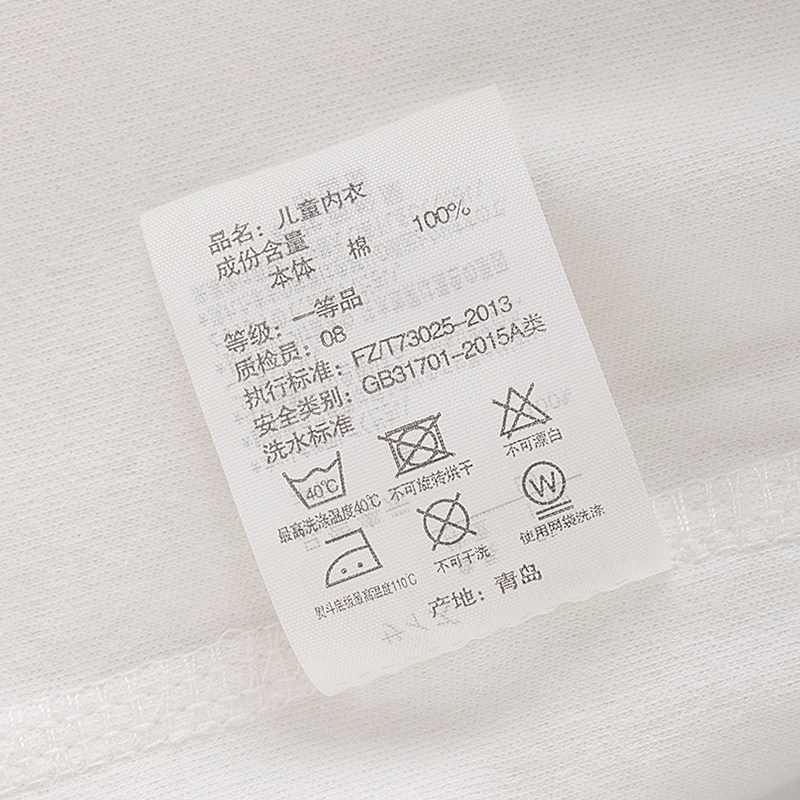 品名：儿童内衣
成份含量
本体 棉 100%
等级：一等品
质检员：08
执行标准：FZ/T73025-2013
安全类别：GB31701-2015A类
洗水标准
40℃
最高洗涤温度40℃
不可旋转烘干
不可漂白
熨斗底板最高温度110℃
不可干洗
W
使用网袋洗涤
产地：青岛